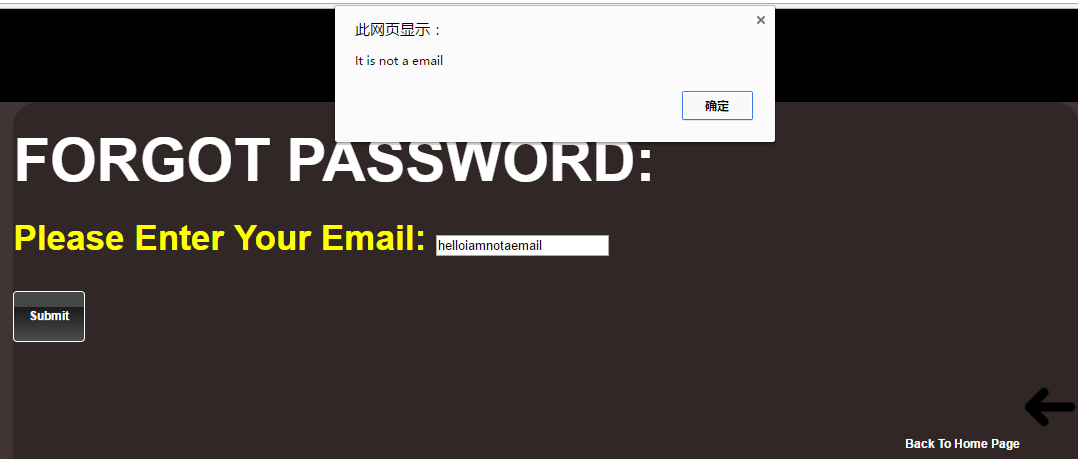 此网页显示：
It is not a email
确定
FORGOT PASSWORD:
Please Enter Your Email: helloiamnotaemail
Submit
Back To Home Page